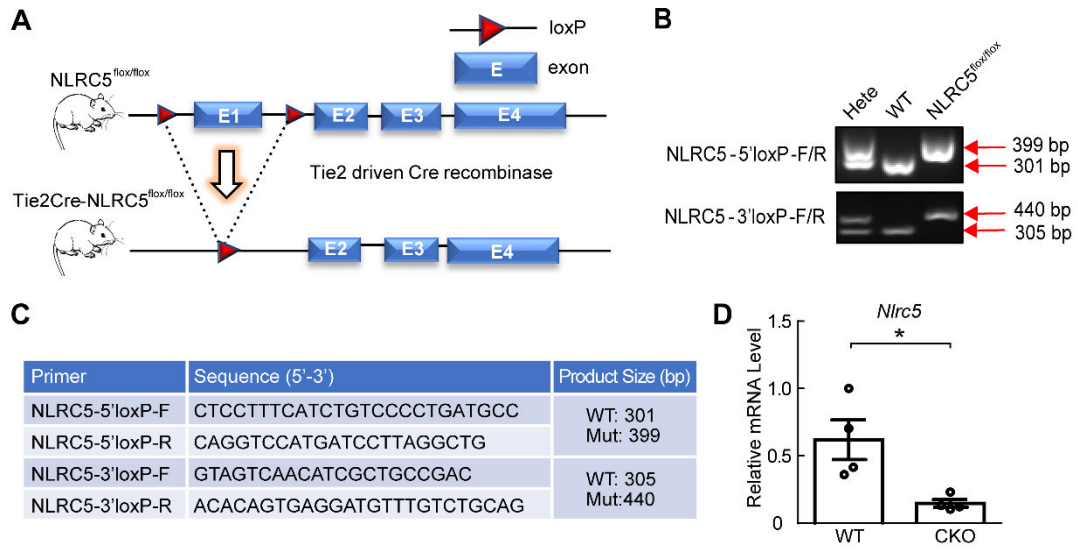 A
loxP
E
exon
NLRC5flox/flox
E1
E2
E3
E4
Tie2 driven Cre recombinase
Tie2Cre-NLRC5flox/flox
E2
E3
E4
B
Hete
WT
NLRC5flox/flox
NLRC5-5'loxP-F/R
399 bp
301 bp
NLRC5-3'loxP-F/R
440 bp
305 bp
C
Primer Sequence (5'-3') Product Size (bp)
NLRC5-5'loxP-F CTCCTTTCATCTGTCCCCTGATGCC
WT: 301
Mut: 399
NLRC5-5'loxP-R CAGGTCCATGATCCTTAGGCTG
NLRC5-3'loxP-F GTAGTCAACATCGCTGCCGAC
WT: 305
Mut:440
NLRC5-3'loxP-R ACACAGTGAGGATGTTTGTCTGCAG
D
Nlrc5
*
Relative mRNA Level
1.5
1.0
0.5
0
WT
CKO